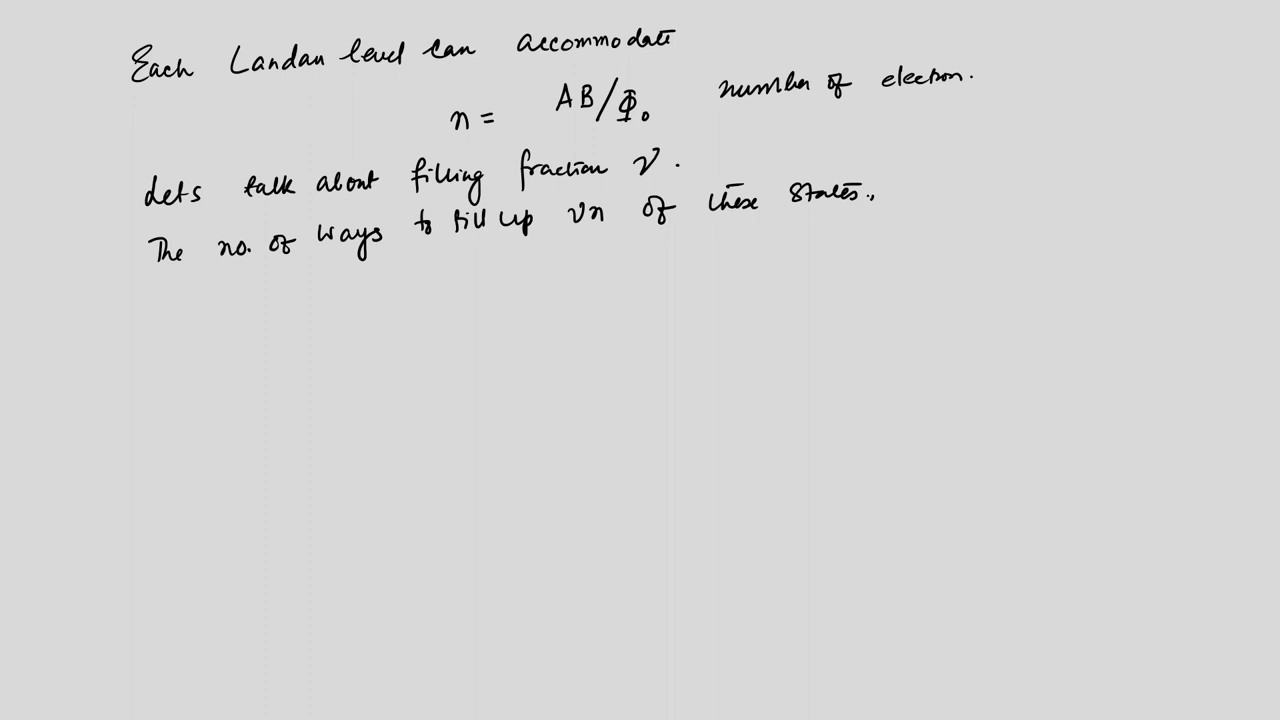 Each Landau level can accommodate
n = AB/Φ₀ number of electron.
Lets talk about filling fraction ν.
The no. of ways to fill up νn of these states.,